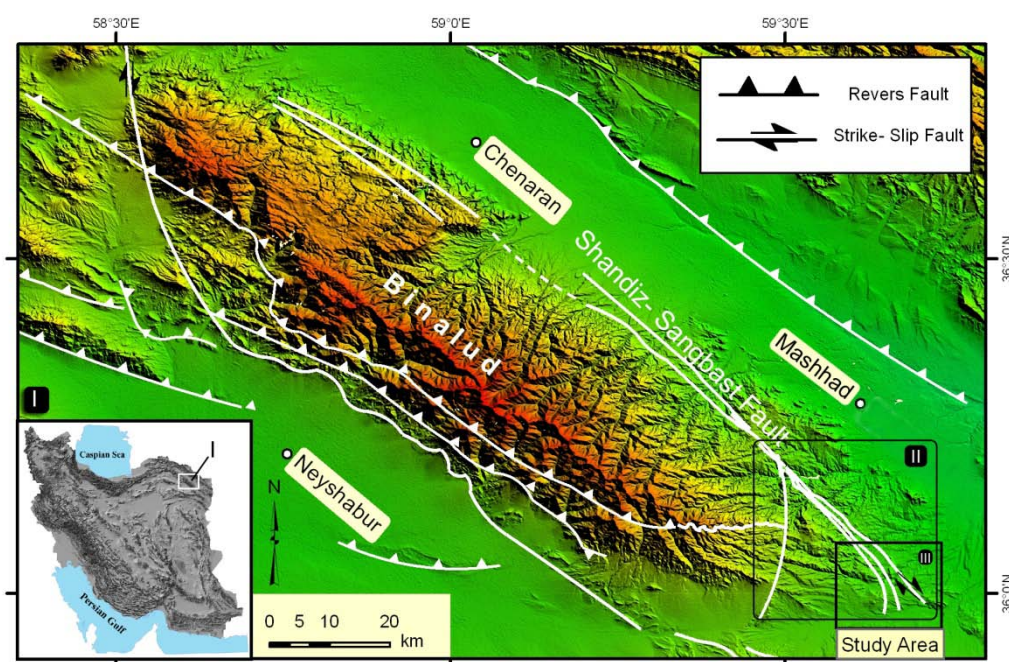 58°30'E
59°0'E
59°30'E
Revers Fault
Strike- Slip Fault
Chenaran
36°30'N
Shandiz- Sangbast Fault
Binalud
Mashhad
I
II
Caspian Sca
I
Neyshabur
N
III
36°0'N
Persian Gulf
0 5 10 20
km
Study Area